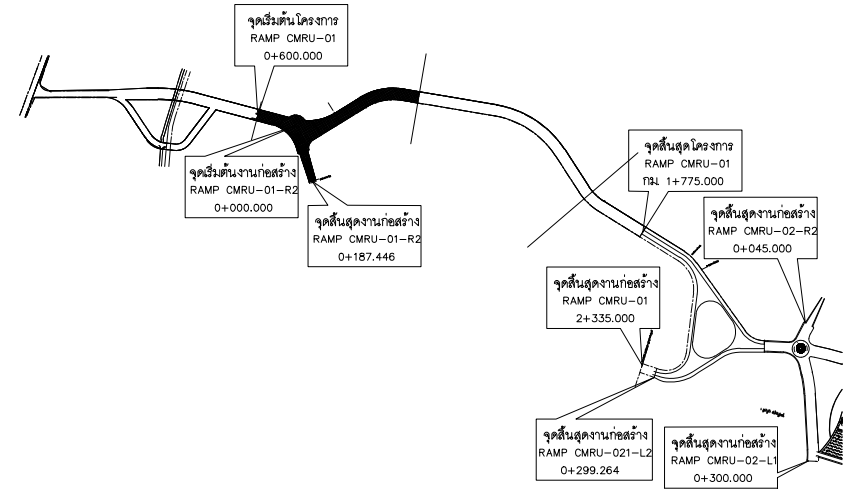 จุดเริ่มต้นโครงการ
RAMP CMRU-01
0+600.000
จุดเริ่มต้นงานก่อสร้าง
RAMP CMRU-01-R2
0+000.000
จุดสิ้นสุดงานก่อสร้าง
RAMP CMRU-01-R2
0+187.446
จุดสิ้นสุดโครงการ
RAMP CMRU-01
กม. 1+775.000
จุดสิ้นสุดงานก่อสร้าง
RAMP CMRU-02-R2
0+045.000
จุดสิ้นสุดงานก่อสร้าง
RAMP CMRU-01
2+335.000
จุดสิ้นสุดงานก่อสร้าง
RAMP CMRU-021-L2
0+299.264
จุดสิ้นสุดงานก่อสร้าง
RAMP CMRU-02-L1
0+300.000